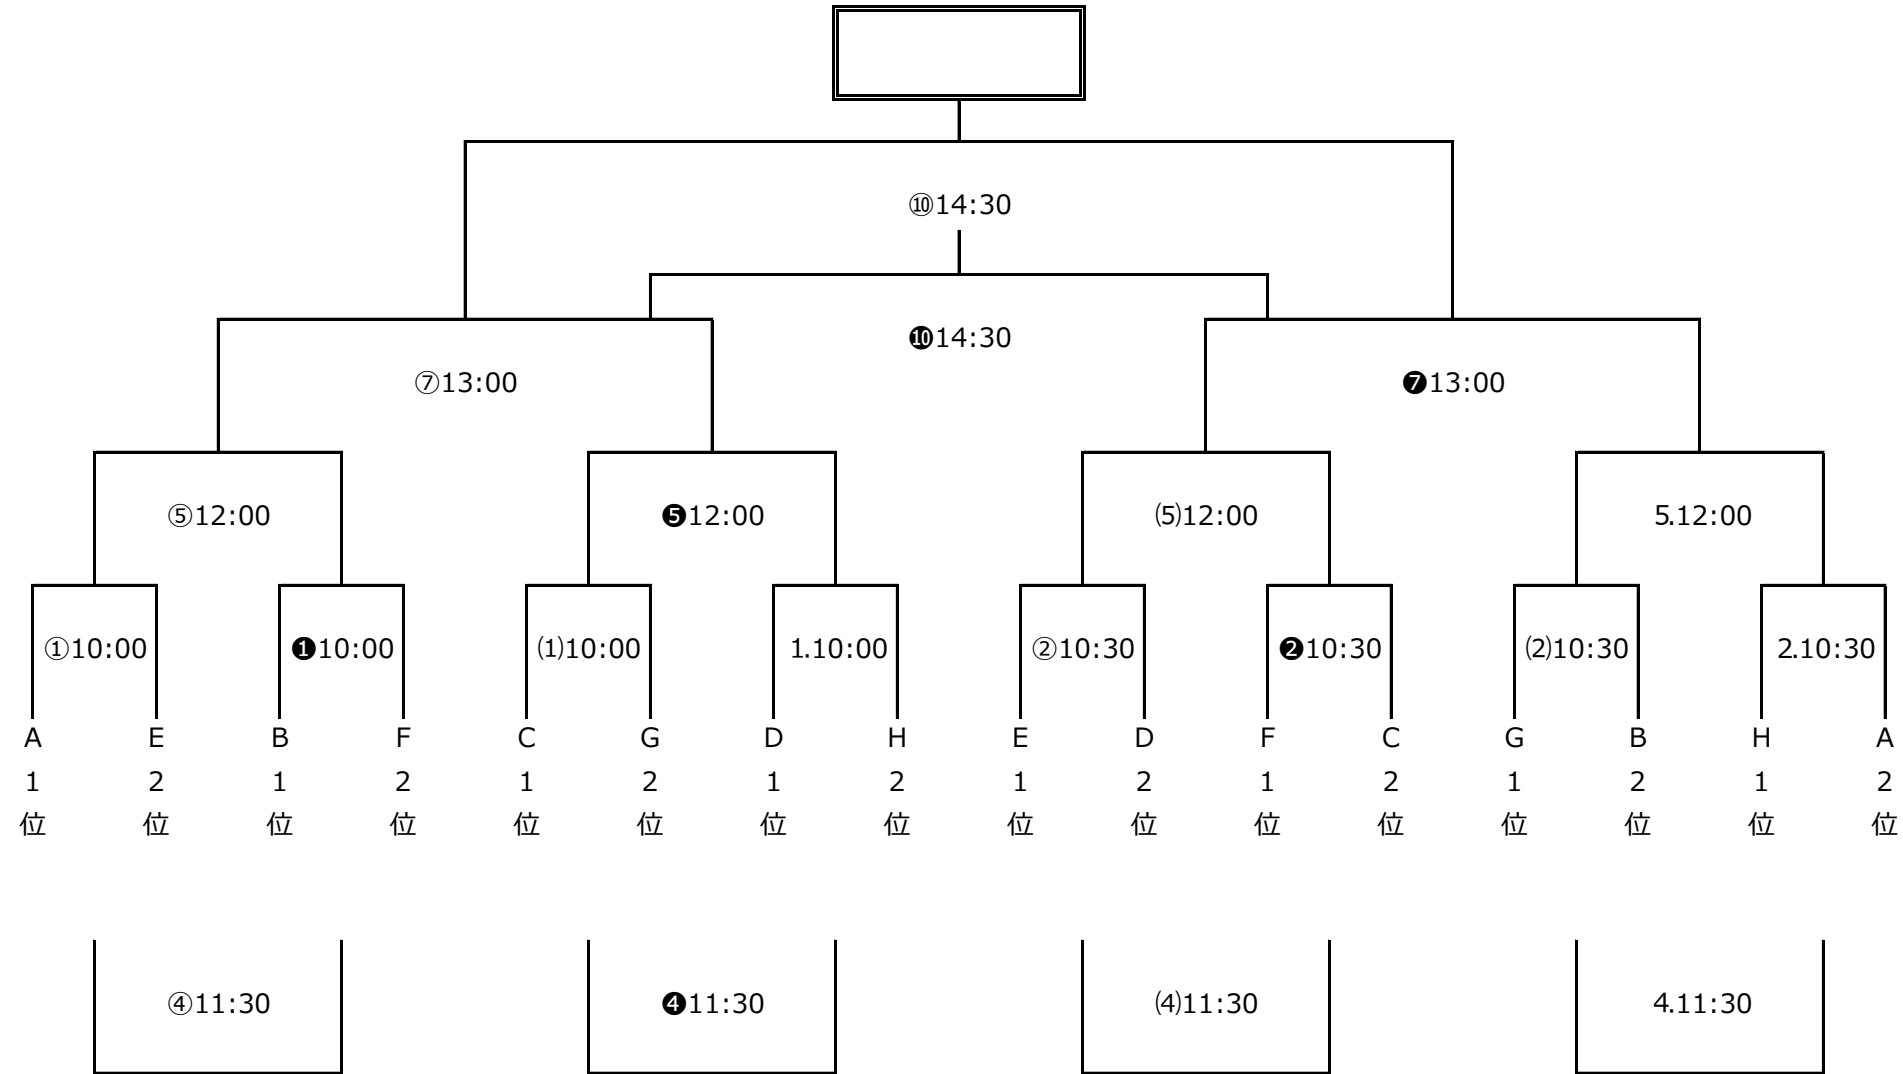 ⑩14:30
❿14:30
⑦13:00 ❼13:00
⑤12:00 ❺12:00 ⑸12:00 5.12:00
①10:00 ❶10:00 ⑴10:00 1.10:00 ②10:30 ❷10:30 ⑵10:30 2.10:30
A E B F C G D H E D F C G B H A
1 2 1 2 1 2 1 2 1 2 1 2 1 2 1 2
位 位 位 位 位 位 位 位 位 位 位 位 位 位 位 位
④11:30 ❹11:30 ⑷11:30 4.11:30